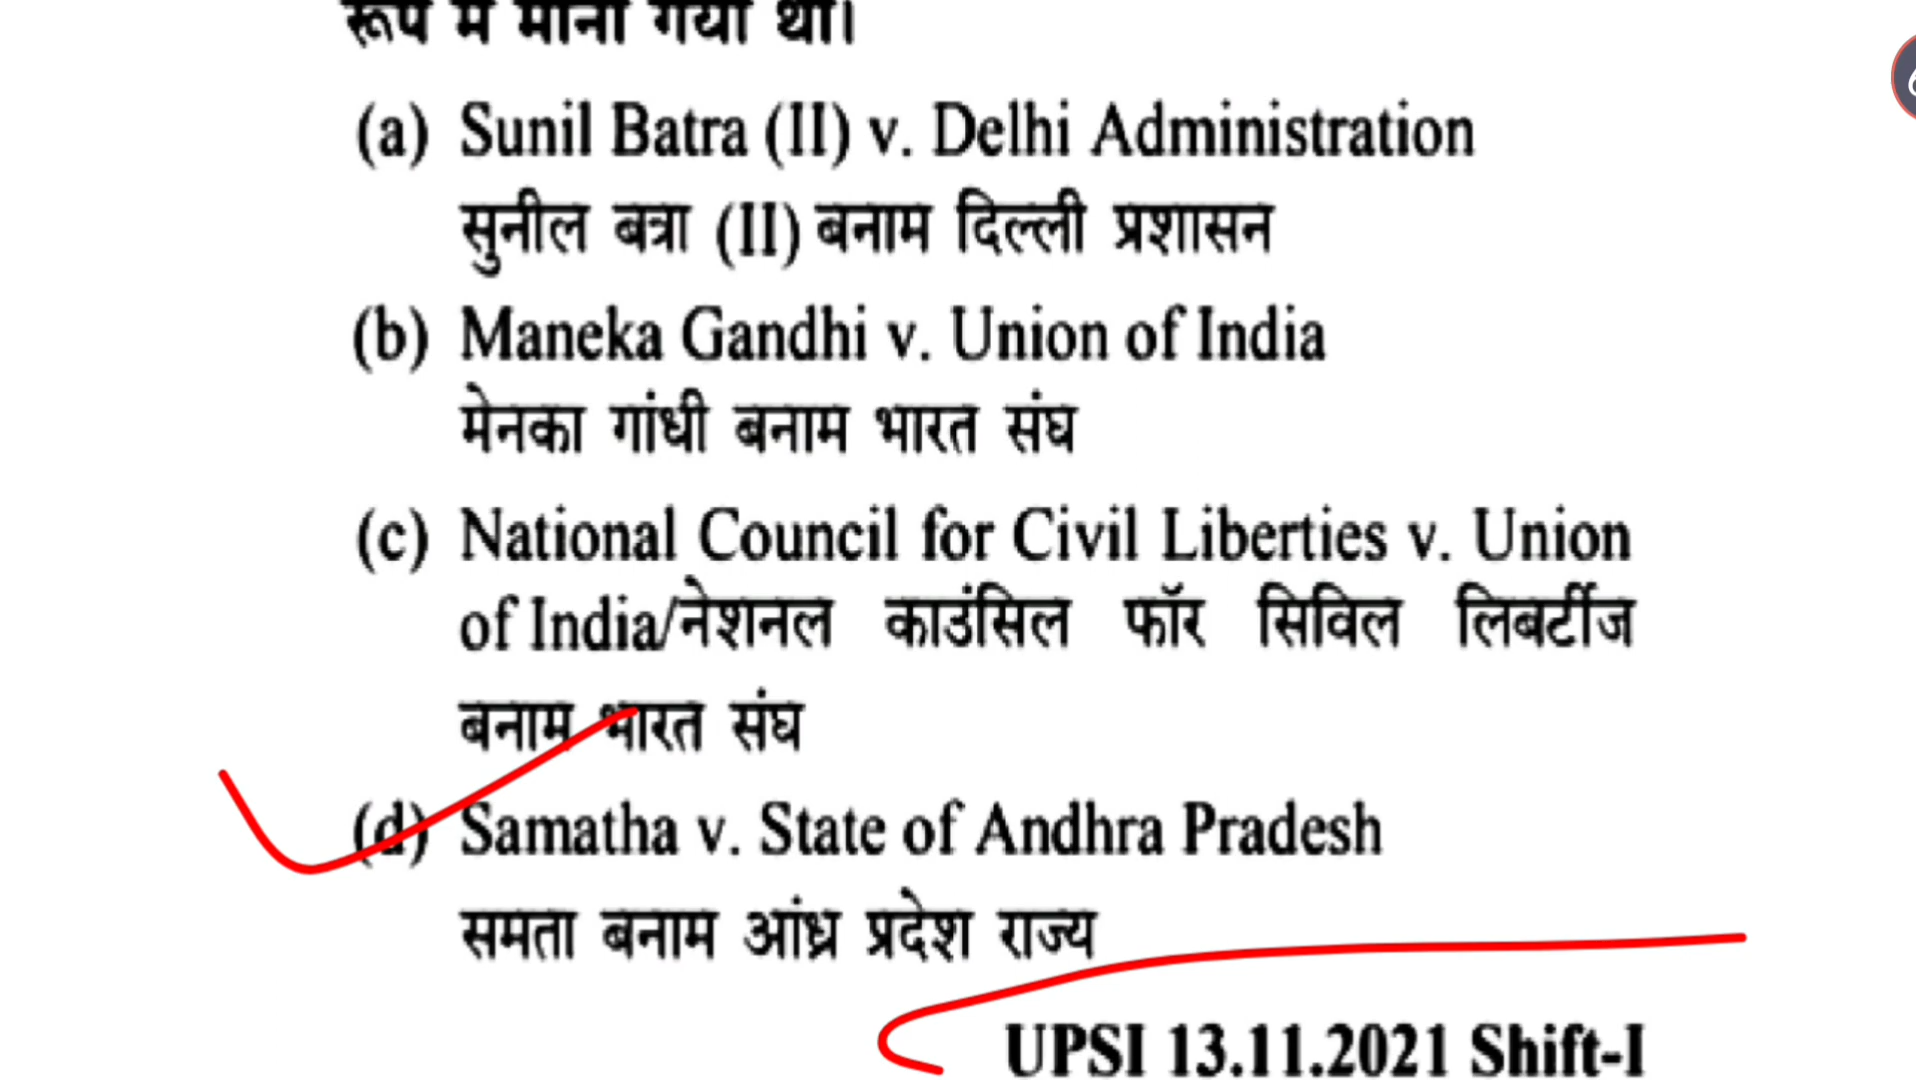 रूप में माना गया था।
(a) Sunil Batra (II) v. Delhi Administration
सुनील बत्रा (II) बनाम दिल्ली प्रशासन
(b) Maneka Gandhi v. Union of India
मेनका गांधी बनाम भारत संघ
(c) National Council for Civil Liberties v. Union
of India/नेशनल काउंसिल फॉर सिविल लिबर्टीज
बनाम भारत संघ
(d) Samatha v. State of Andhra Pradesh
समता बनाम आंध्र प्रदेश राज्य
UPSI 13.11.2021 Shift-I